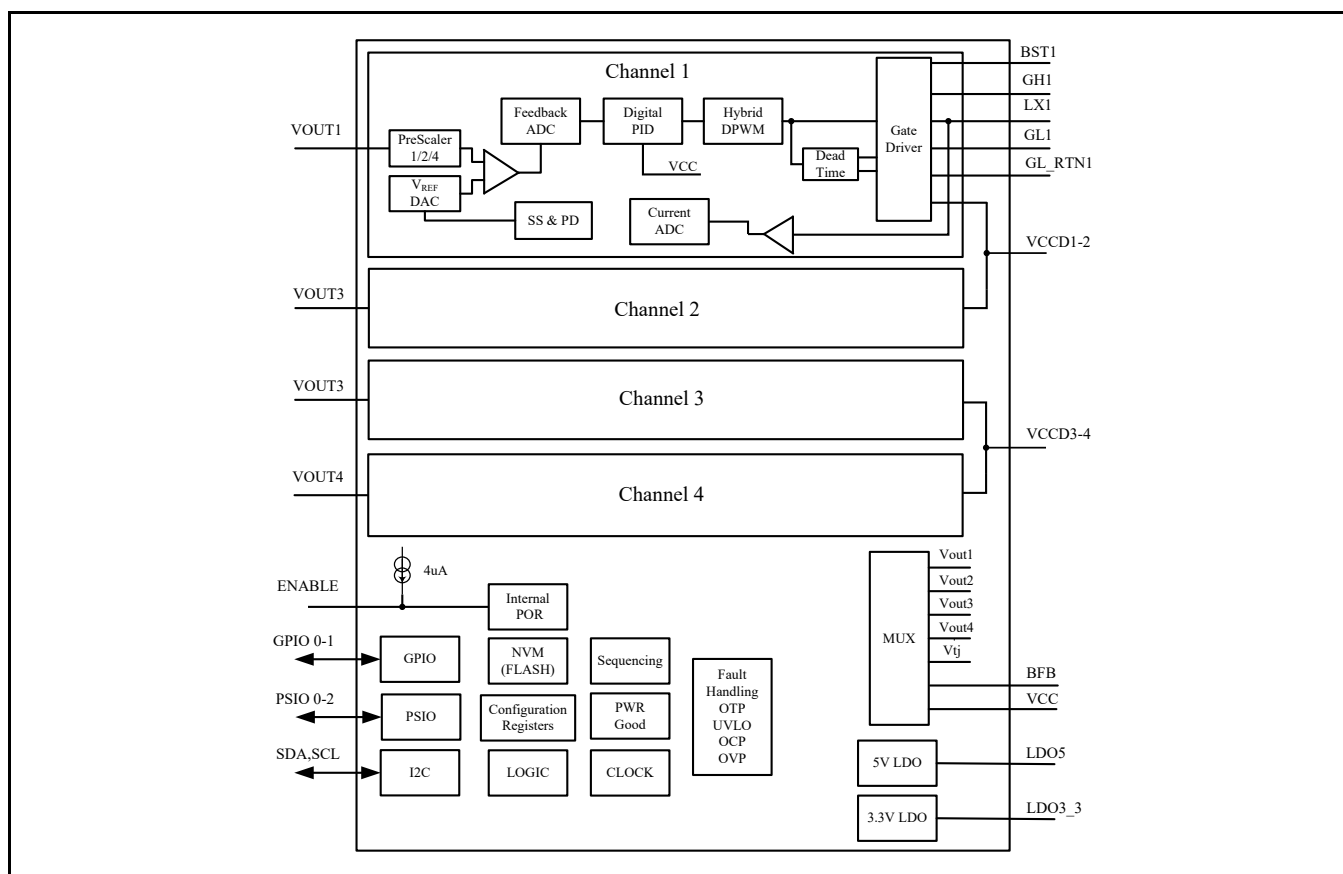 BST1
Channel 1
GH1
LX1
Feedback
ADC
Digital
PID
Hybrid
DPWM
VOUT1
PreScaler
1/2/4
Gate
Driver
GL1
Dead
Time
VCC
GL_RTN1
VREF
DAC
SS & PD
Current
ADC
VCCD1-2
VOUT3
Channel 2
VOUT3
Channel 3
VCCD3-4
VOUT4
Channel 4
4uA
ENABLE
Internal
POR
Vout1
Vout2
Vout3
Vout4
Vtj
MUX
GPIO 0-1
GPIO
NVM
(FLASH)
Sequencing
Fault
Handling
OTP
UVLO
OCP
OVP
BFB
VCC
PSIO 0-2
PSIO
Configuration
Registers
PWR
Good
SDA,SCL
I2C
LOGIC
CLOCK
5V LDO
LDO5
3.3V LDO
LDO3_3